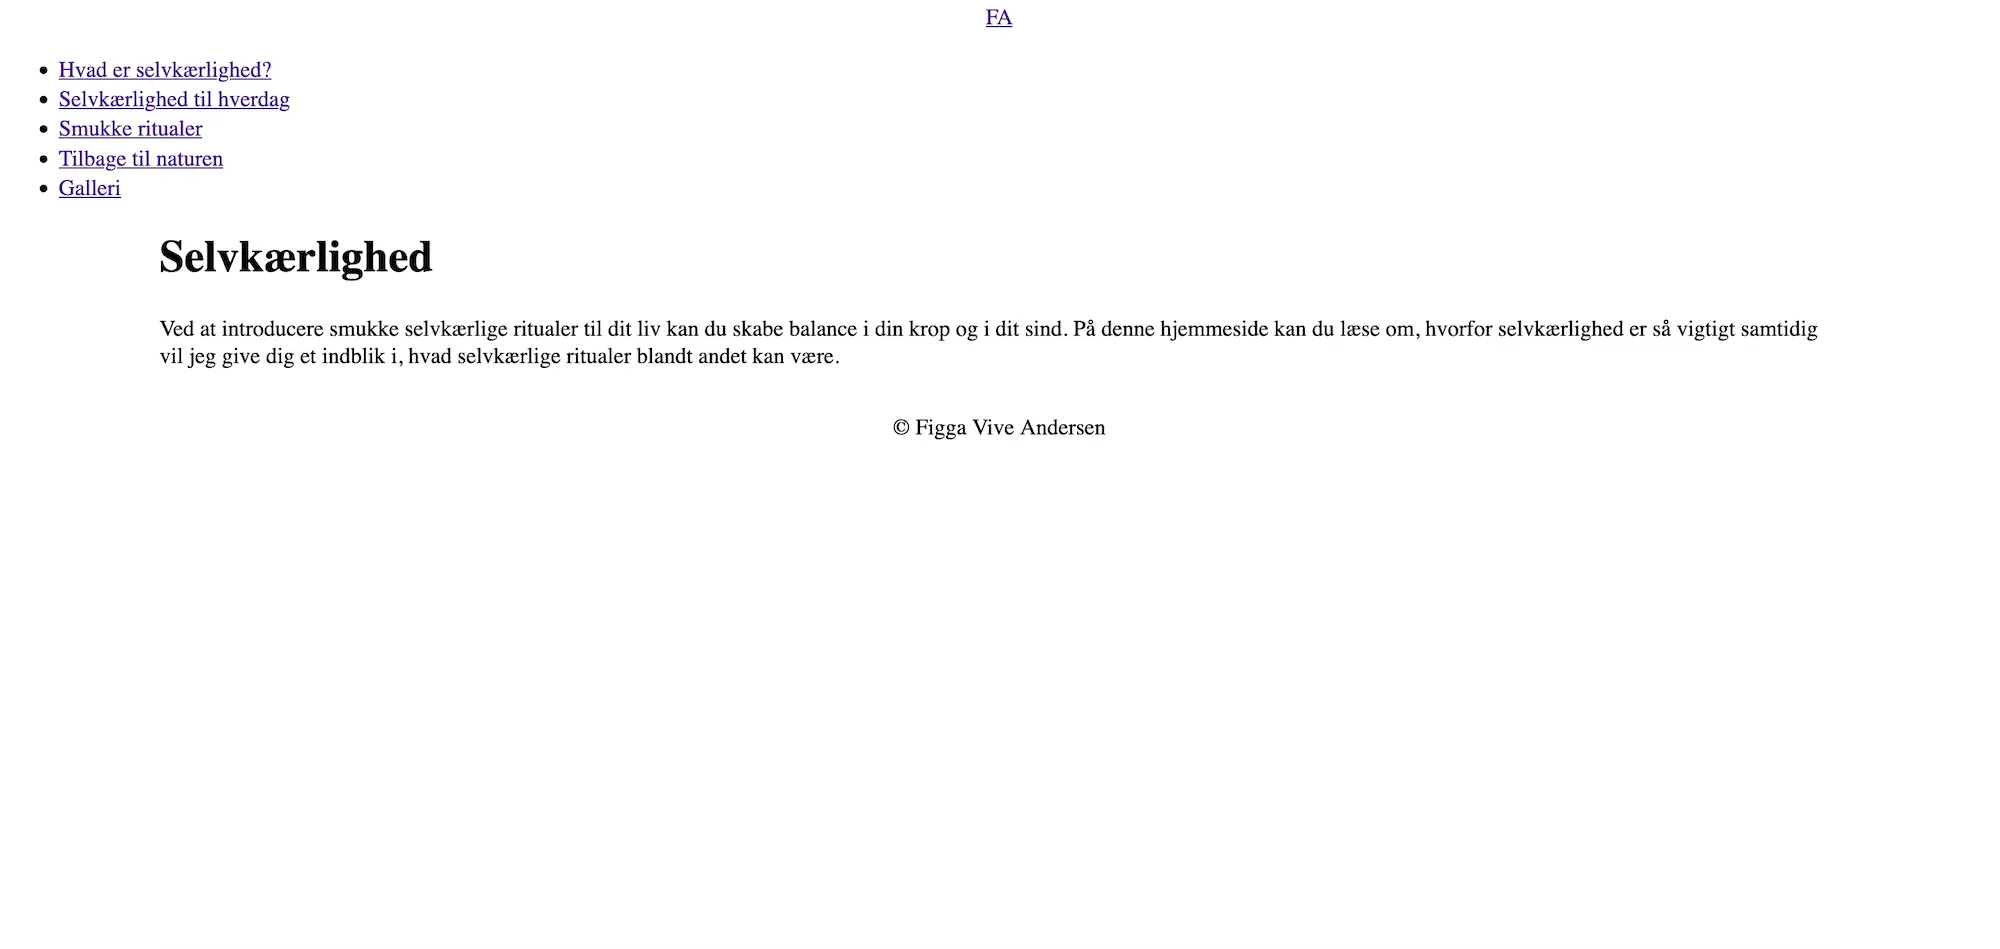 FA
Hvad er selvkærlighed?
Selvkærlighed til hverdag
Smukke ritualer
Tilbage til naturen
Galleri
Selvkærlighed
Ved at introducere smukke selvkærlige ritualer til dit liv kan du skabe balance i din krop og i dit sind. På denne hjemmeside kan du læse om, hvorfor selvkærlighed er så vigtigt samtidig
vil jeg give dig et indblik i, hvad selvkærlige ritualer blandt andet kan være.
© Figga Vive Andersen